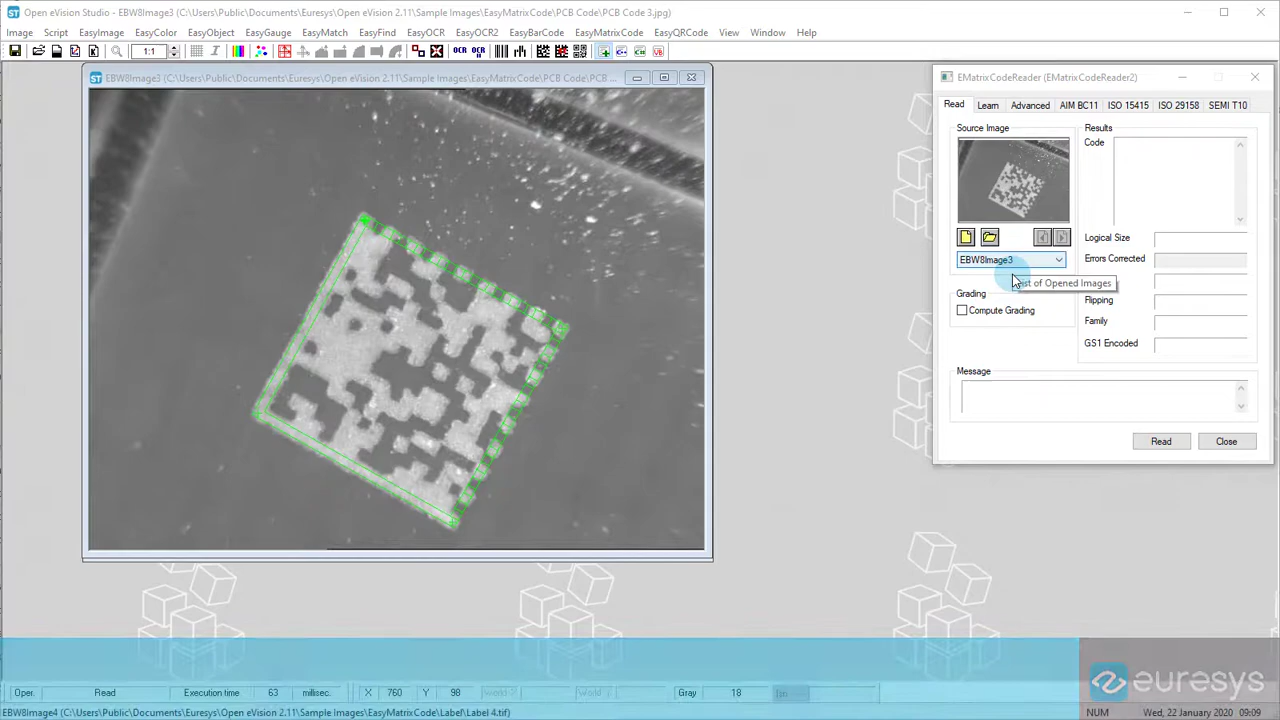 ST Open eVision Studio - EBW8Image3 (C:\Users\Public\Documents\Euresys\Open eVision 2.11\Sample Images\EasyMatrixCode\PCB Code\PCB Code 3.jpg)
Image Script EasyImage EasyColor EasyObject EasyGauge EasyMatch EasyFind EasyOCR EasyOCR2 EasyBarCode EasyMatrixCode EasyQRCode View Window Help
1:1 OCR OCR C++ C# VB
ST EBW8Image3 (C:\Users\Public\Documents\Euresys\Open eVision 2.11\Sample Images\EasyMatrixCode\PCB Code\PCB ...
EMatrixCodeReader (EMatrixCodeReader2)
Read Learn Advanced AIM BC11 ISO 15415 ISO 29158 SEMI T10
Source Image
Results
Code
EBW8Image3
Logical Size
Errors Corrected
List of Opened Images
Grading
Compute Grading
Flipping
Family
GS1 Encoded
Message
Read Close
Oper. Read Execution time 63 millisec. X 760 Y 98 Gray 18
euresys
EBW8Image4 (C:\Users\Public\Documents\Euresys\Open eVision 2.11\Sample Images\EasyMatrixCode\Label\Label 4.tif)
NUM Wed, 22 January 2020 09:09